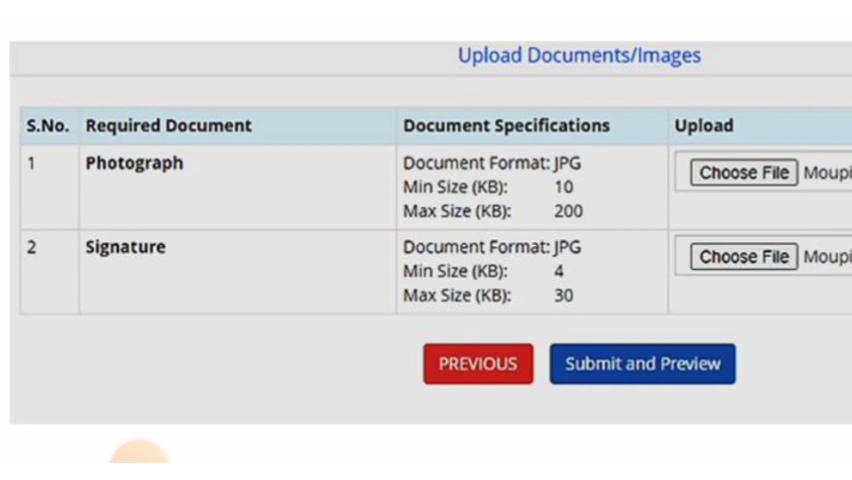 Upload Documents/Images
S.No. Required Document Document Specifications Upload
1 Photograph Document Format: JPG Choose File Moupi
Min Size (KB): 10
Max Size (KB): 200
2 Signature Document Format: JPG Choose File Moupi
Min Size (KB): 4
Max Size (KB): 30
PREVIOUS Submit and Preview